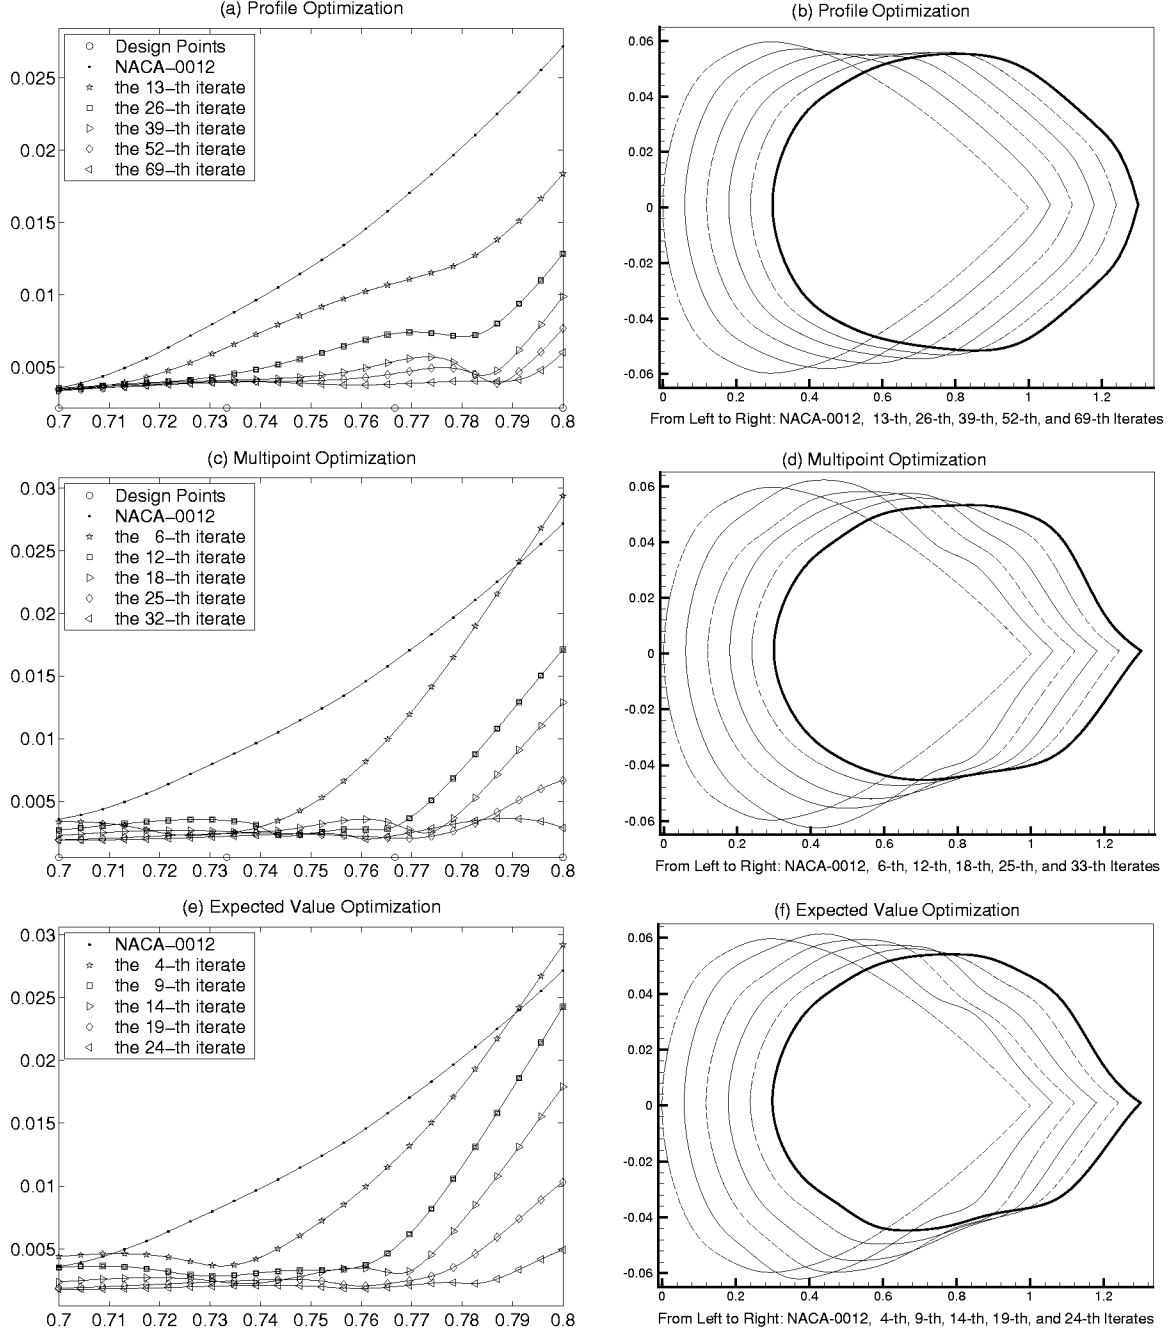 (a) Profile Optimization
Design Points
NACA-0012
the 13-th iterate
the 26-th iterate
the 39-th iterate
the 52-th iterate
the 69-th iterate
0.025
0.02
0.015
0.01
0.005
0.7 0.71 0.72 0.73 0.74 0.75 0.76 0.77 0.78 0.79 0.8
(b) Profile Optimization
0.06
0.04
0.02
0
-0.02
-0.04
-0.06
0 0.2 0.4 0.6 0.8 1 1.2
From Left to Right: NACA-0012, 13-th, 26-th, 39-th, 52-th, and 69-th Iterates
(c) Multipoint Optimization
Design Points
NACA-0012
the 6-th iterate
the 12-th iterate
the 18-th iterate
the 25-th iterate
the 32-th iterate
0.03
0.025
0.02
0.015
0.01
0.005
0.7 0.71 0.72 0.73 0.74 0.75 0.76 0.77 0.78 0.79 0.8
(d) Multipoint Optimization
0.06
0.04
0.02
0
-0.02
-0.04
-0.06
0 0.2 0.4 0.6 0.8 1 1.2
From Left to Right: NACA-0012, 6-th, 12-th, 18-th, 25-th, and 33-th Iterates
(e) Expected Value Optimization
NACA-0012
the 4-th iterate
the 9-th iterate
the 14-th iterate
the 19-th iterate
the 24-th iterate
0.03
0.025
0.02
0.015
0.01
0.005
0.7 0.71 0.72 0.73 0.74 0.75 0.76 0.77 0.78 0.79 0.8
(f) Expected Value Optimization
0.06
0.04
0.02
0
-0.02
-0.04
-0.06
0 0.2 0.4 0.6 0.8 1 1.2
From Left to Right: NACA-0012, 4-th, 9-th, 14-th, 19-th, and 24-th Iterates